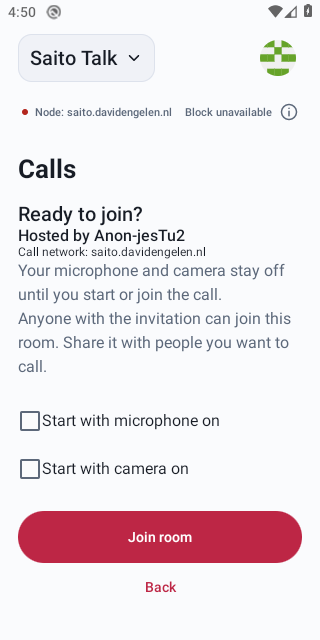 4:50
Saito Talk
Node: saito.davidengelen.nl Block unavailable
Calls
Ready to join?
Hosted by Anon-jesTu2
Call network: saito.davidengelen.nl
Your microphone and camera stay off
until you start or join the call.
Anyone with the invitation can join this
room. Share it with people you want to
call.
Start with microphone on
Start with camera on
Join room
Back